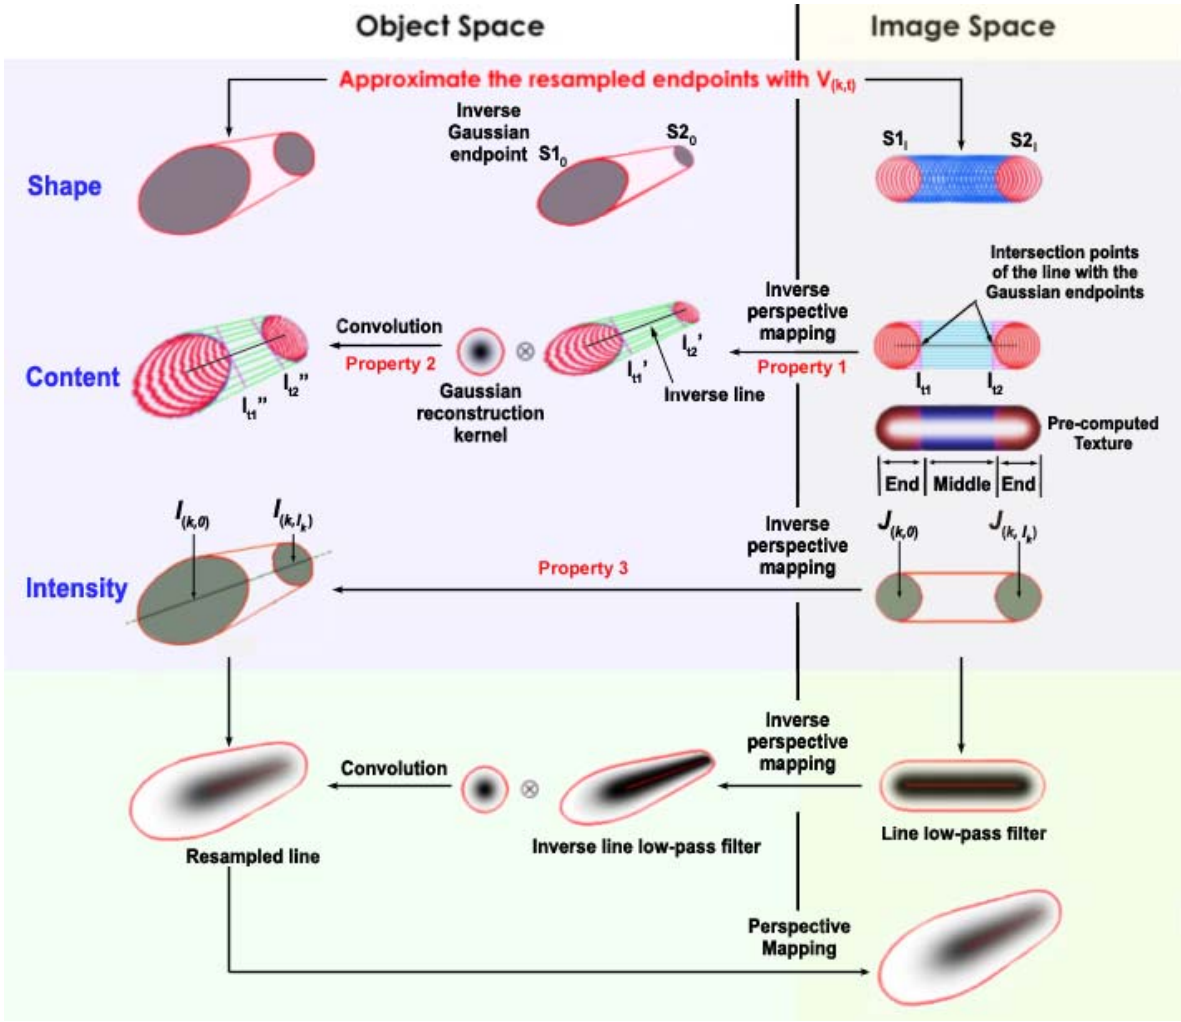 Object Space
Image Space
Approximate the resampled endpoints with V(k,t)
Inverse
Gaussian
endpoint
S1₀
S2₀
S1I
S2I
Shape
Intersection points
of the line with the
Gaussian endpoints
Inverse
perspective
mapping
Property 1
Convolution
Property 2
Content
Gaussian
reconstruction
kernel
Inverse line
It1''
It2''
It1'
It2'
It1
It2
Pre-computed
Texture
End
Middle
End
I(k,0)
I(k,lk)
J(k,0)
J(k, lk)
Inverse
perspective
mapping
Property 3
Intensity
Inverse
perspective
mapping
Convolution
Resampled line
Inverse line low-pass filter
Line low-pass filter
Perspective
Mapping